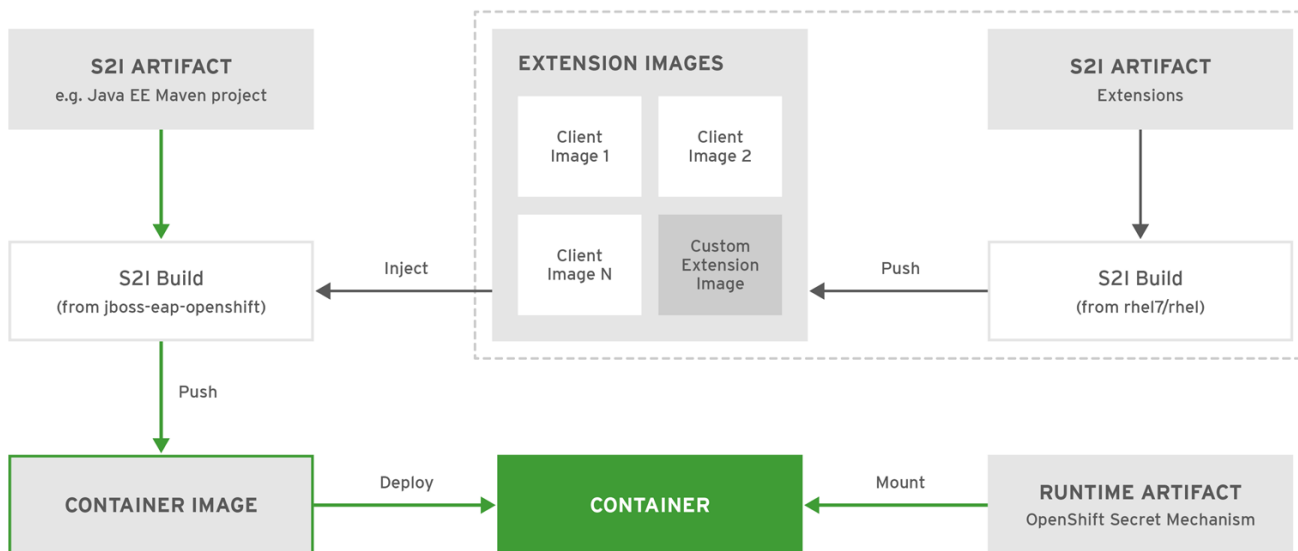 S2I ARTIFACT
e.g. Java EE Maven project
EXTENSION IMAGES
Client
Image 1
Client
Image 2
Client
Image N
Custom
Extension
Image
S2I ARTIFACT
Extensions
S2I Build
(from jboss-eap-openshift)
Inject
Push
S2I Build
(from rhel7/rhel)
Push
CONTAINER IMAGE
Deploy
CONTAINER
Mount
RUNTIME ARTIFACT
OpenShift Secret Mechanism